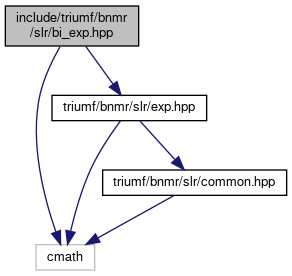 include/triumf/bnmr
/slr/bi_exp.hpp
triumf/bnmr/slr/exp.hpp
triumf/bnmr/slr/common.hpp
cmath